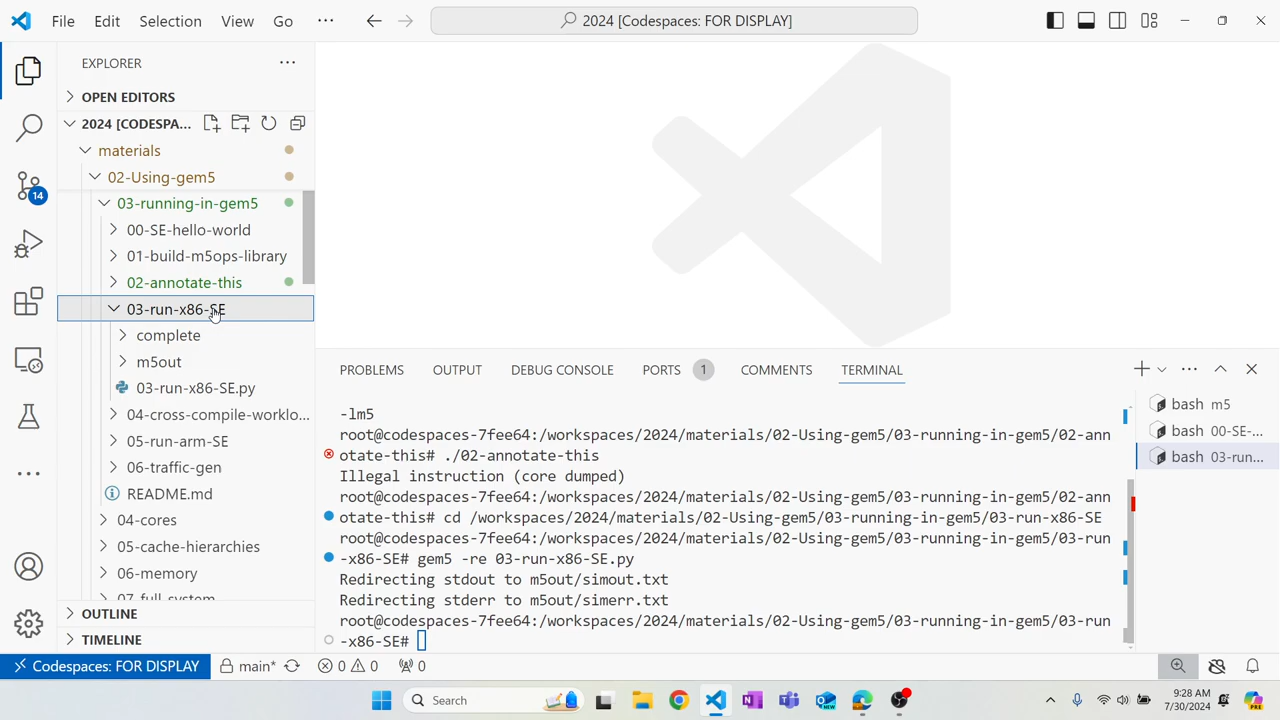 File Edit Selection View Go
2024 [Codespaces: FOR DISPLAY]
EXPLORER
OPEN EDITORS
2024 [CODESPA...
materials
02-Using-gem5
03-running-in-gem5
00-SE-hello-world
01-build-m5ops-library
02-annotate-this
03-run-x86-SE
complete
m5out
03-run-x86-SE.py
04-cross-compile-worklo...
05-run-arm-SE
06-traffic-gen
README.md
04-cores
05-cache-hierarchies
06-memory
07-full_system
OUTLINE
TIMELINE
14
PROBLEMS OUTPUT DEBUG CONSOLE PORTS 1 COMMENTS TERMINAL
-lm5
root@codespaces-7fee64:/workspaces/2024/materials/02-Using-gem5/03-running-in-gem5/02-ann
otate-this# ./02-annotate-this
Illegal instruction (core dumped)
root@codespaces-7fee64:/workspaces/2024/materials/02-Using-gem5/03-running-in-gem5/02-ann
otate-this# cd /workspaces/2024/materials/02-Using-gem5/03-running-in-gem5/03-run-x86-SE
root@codespaces-7fee64:/workspaces/2024/materials/02-Using-gem5/03-running-in-gem5/03-run
-x86-SE# gem5 -re 03-run-x86-SE.py
Redirecting stdout to m5out/simout.txt
Redirecting stderr to m5out/simerr.txt
root@codespaces-7fee64:/workspaces/2024/materials/02-Using-gem5/03-running-in-gem5/03-run
-x86-SE#
bash m5
bash 00-SE-...
bash 03-run...
Codespaces: FOR DISPLAY main* 0 0 0
Search
9:28 AM
7/30/2024